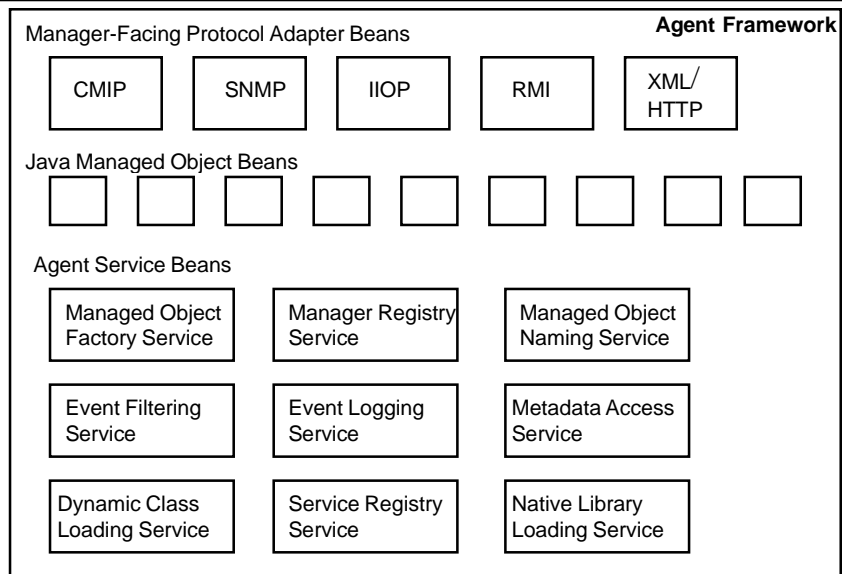 Agent Framework
Manager-Facing Protocol Adapter Beans
CMIP
SNMP
IIOP
RMI
XML/
HTTP
Java Managed Object Beans
Agent Service Beans
Managed Object
Factory Service
Manager Registry
Service
Managed Object
Naming Service
Event Filtering
Service
Event Logging
Service
Metadata Access
Service
Dynamic Class
Loading Service
Service Registry
Service
Native Library
Loading Service